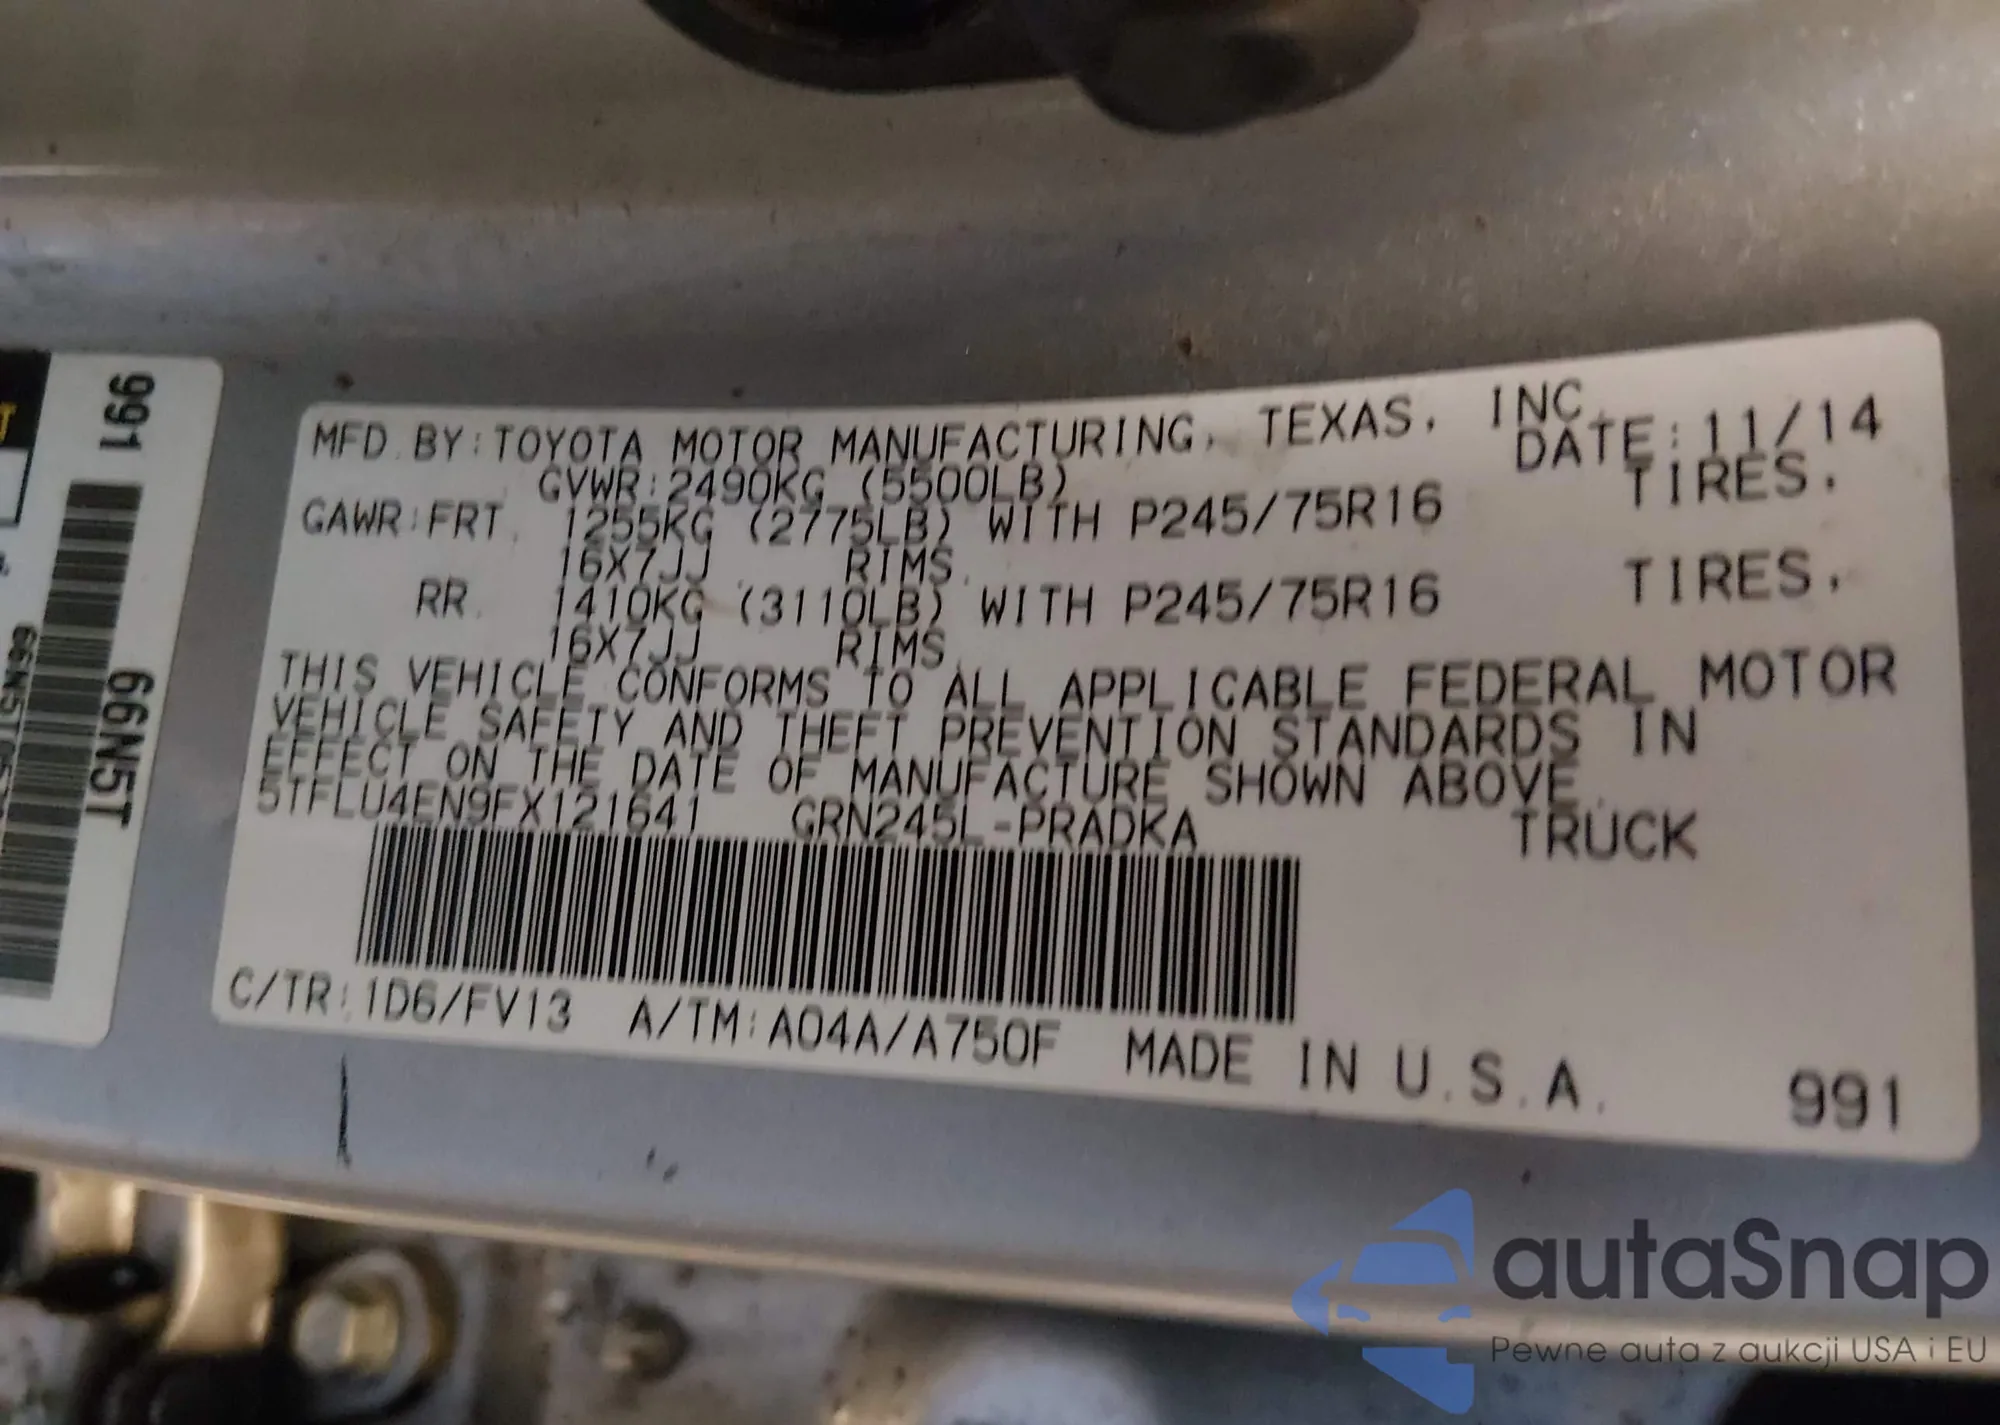 MFD. BY: TOYOTA MOTOR MANUFACTURING, TEXAS, INC.
DATE: 11/14
GVWR: 2490KG (5500LB)
GAWR: FRT. 1255KG (2775LB) WITH P245/75R16 TIRES,
16X7JJ RIMS.
RR. 1410KG (3110LB) WITH P245/75R16 TIRES,
16X7JJ RIMS.
THIS VEHICLE CONFORMS TO ALL APPLICABLE FEDERAL MOTOR
VEHICLE SAFETY AND THEFT PREVENTION STANDARDS IN
EFFECT ON THE DATE OF MANUFACTURE SHOWN ABOVE.
5TFLU4EN9FX121641 GRN245L-PRADKA TRUCK
C/TR: 1D6/FV13 A/TM: A04A/A750F MADE IN U.S.A.
991
991
66N5T
autaSnap
Pewne auta z aukcji USA i EU